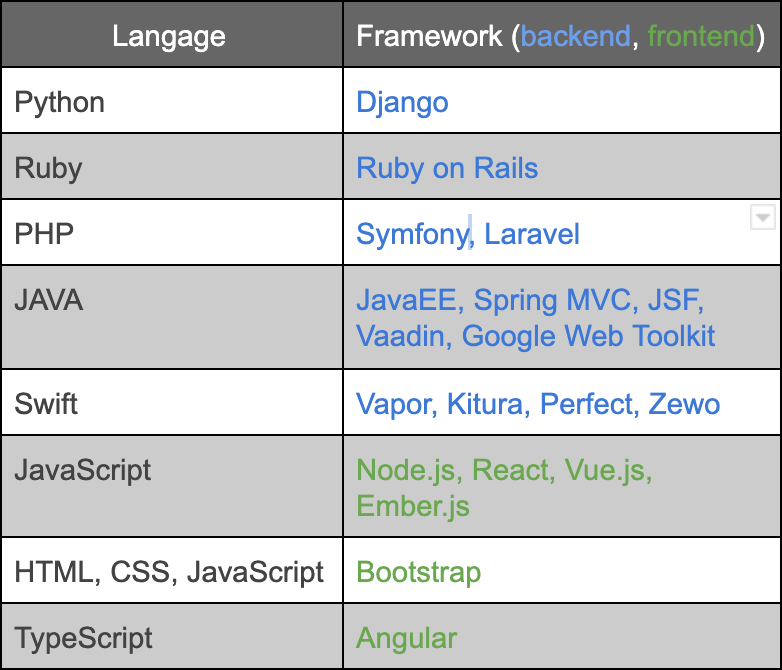 Langage
Framework (backend, frontend)
Python
Django
Ruby
Ruby on Rails
PHP
Symfony, Laravel
JAVA
JavaEE, Spring MVC, JSF,
Vaadin, Google Web Toolkit
Swift
Vapor, Kitura, Perfect, Zewo
JavaScript
Node.js, React, Vue.js,
Ember.js
HTML, CSS, JavaScript
Bootstrap
TypeScript
Angular